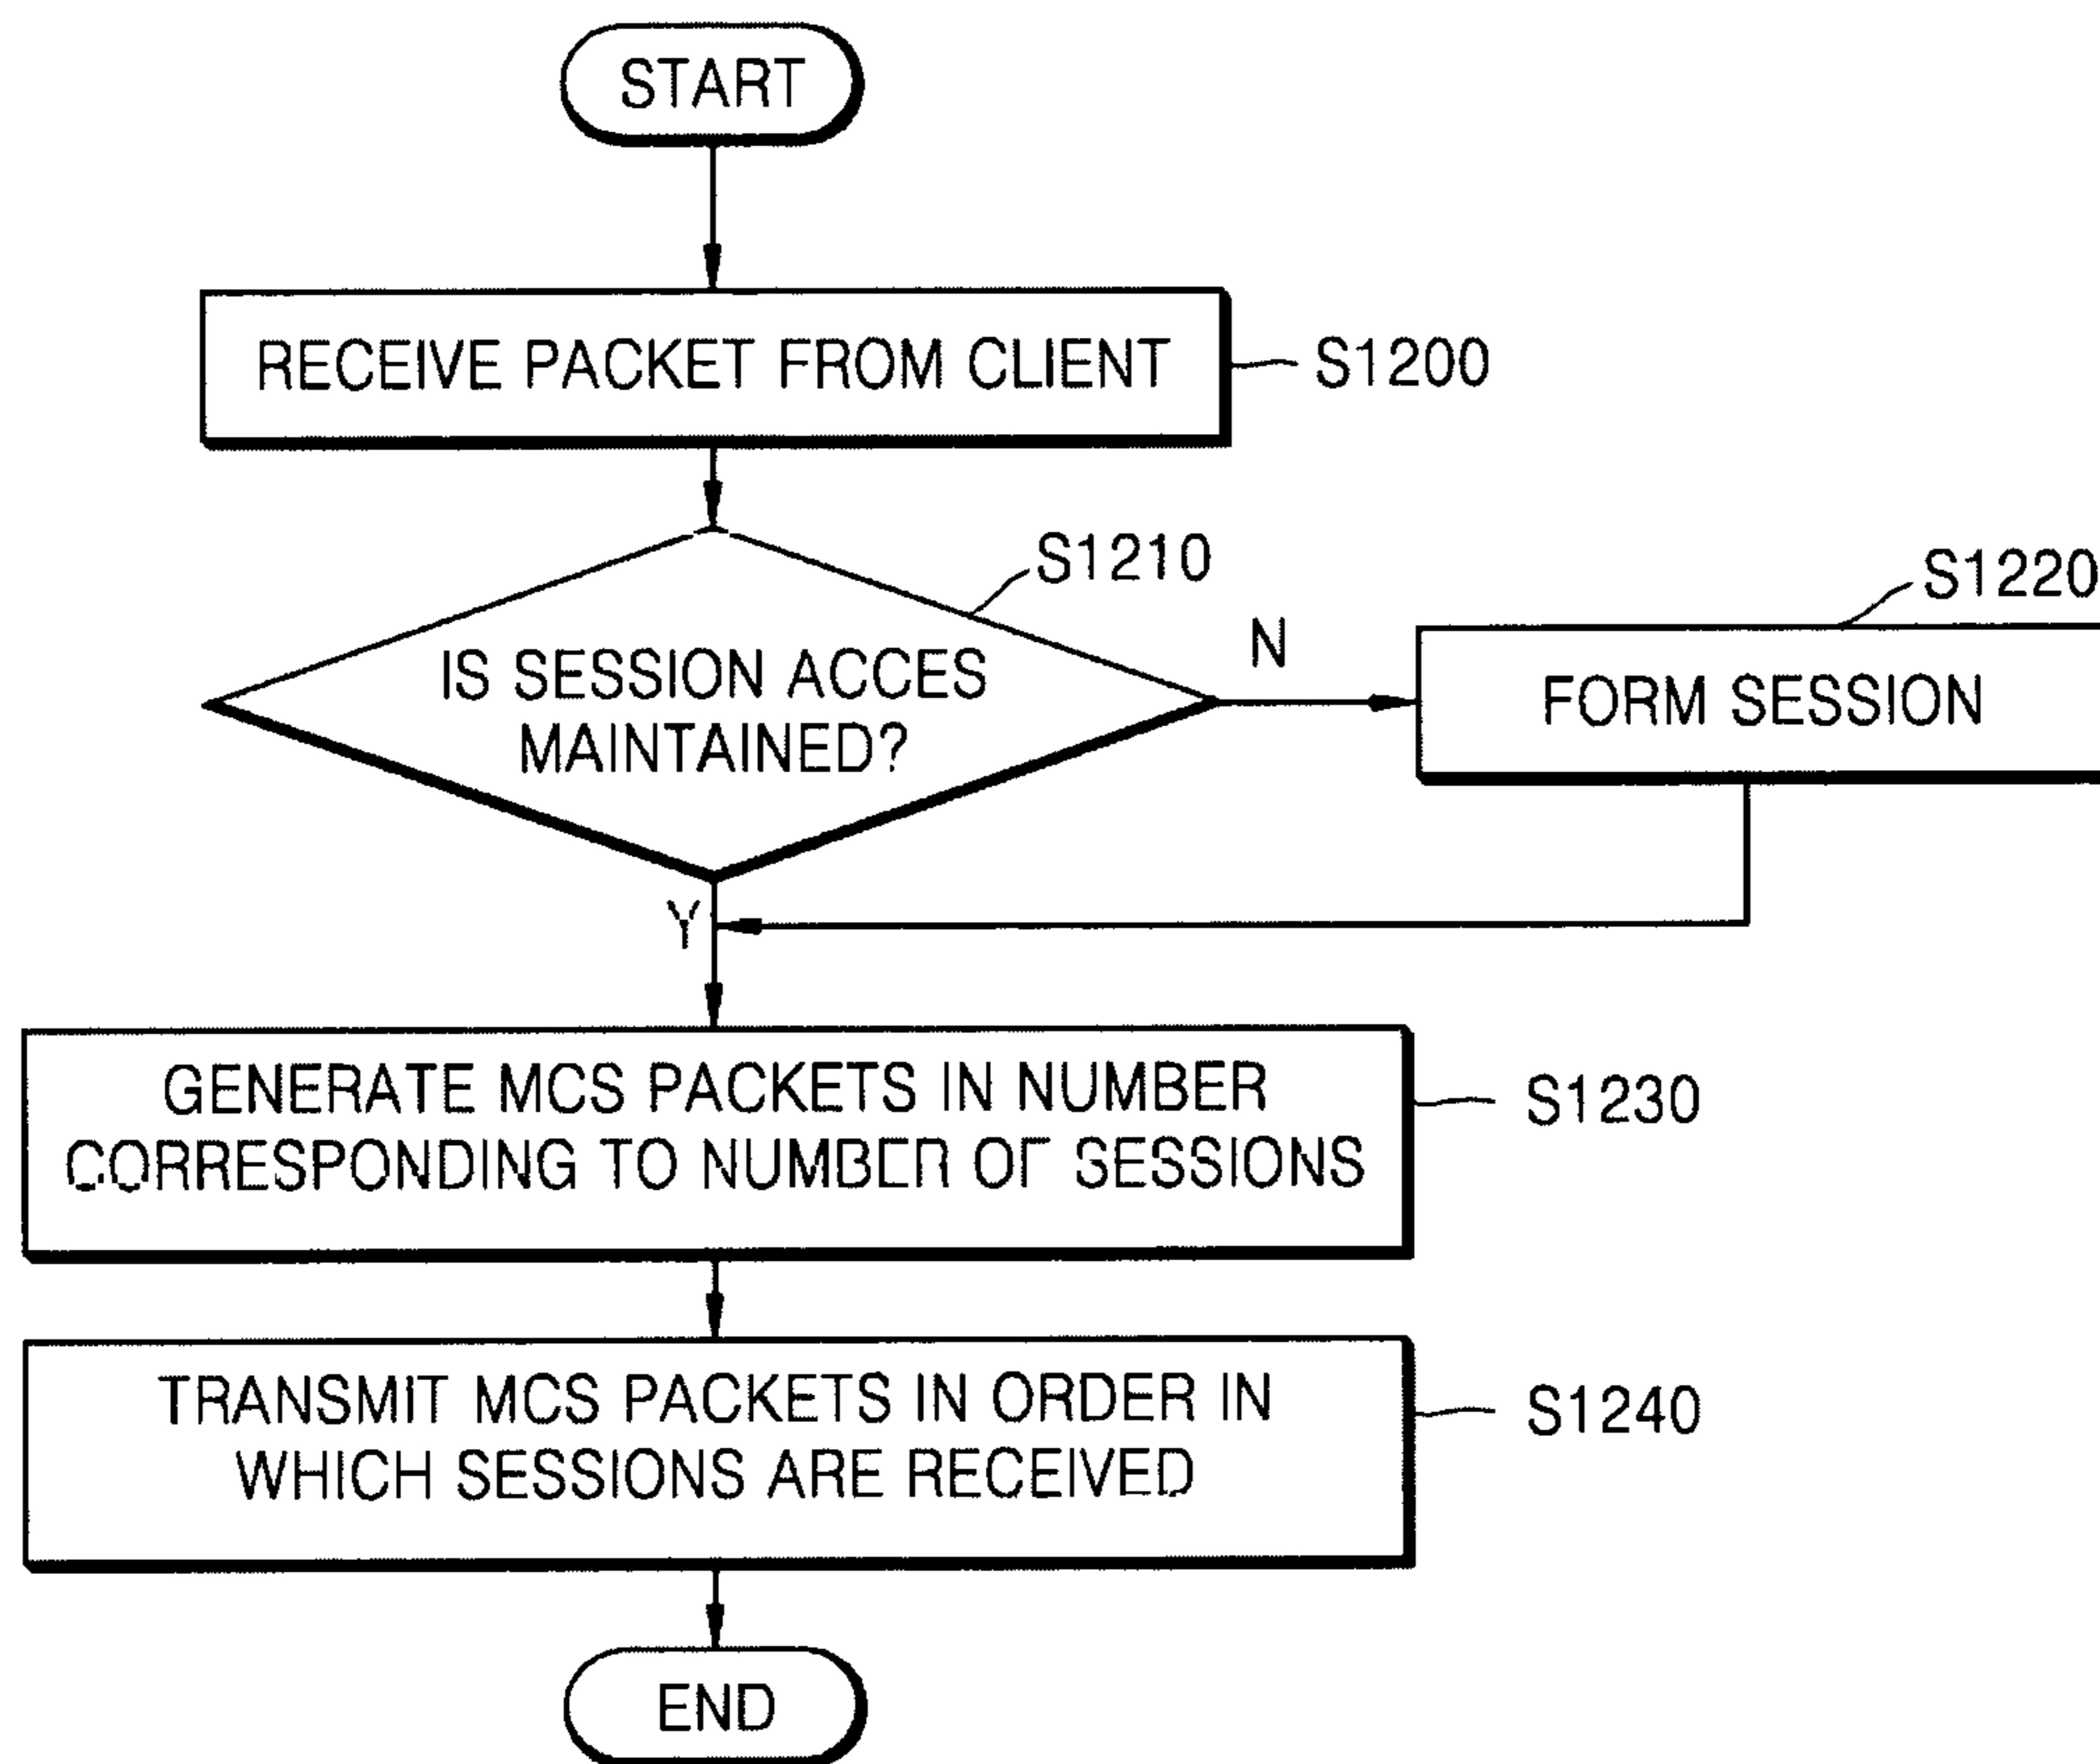 START
RECEIVE PACKET FROM CLIENT
S1200
S1210
IS SESSION ACCES
MAINTAINED?
N
S1220
FORM SESSION
Y
GENERATE MCS PACKETS IN NUMBER
CORRESPONDING TO NUMBER OF SESSIONS
S1230
TRANSMIT MCS PACKETS IN ORDER IN
WHICH SESSIONS ARE RECEIVED
S1240
END